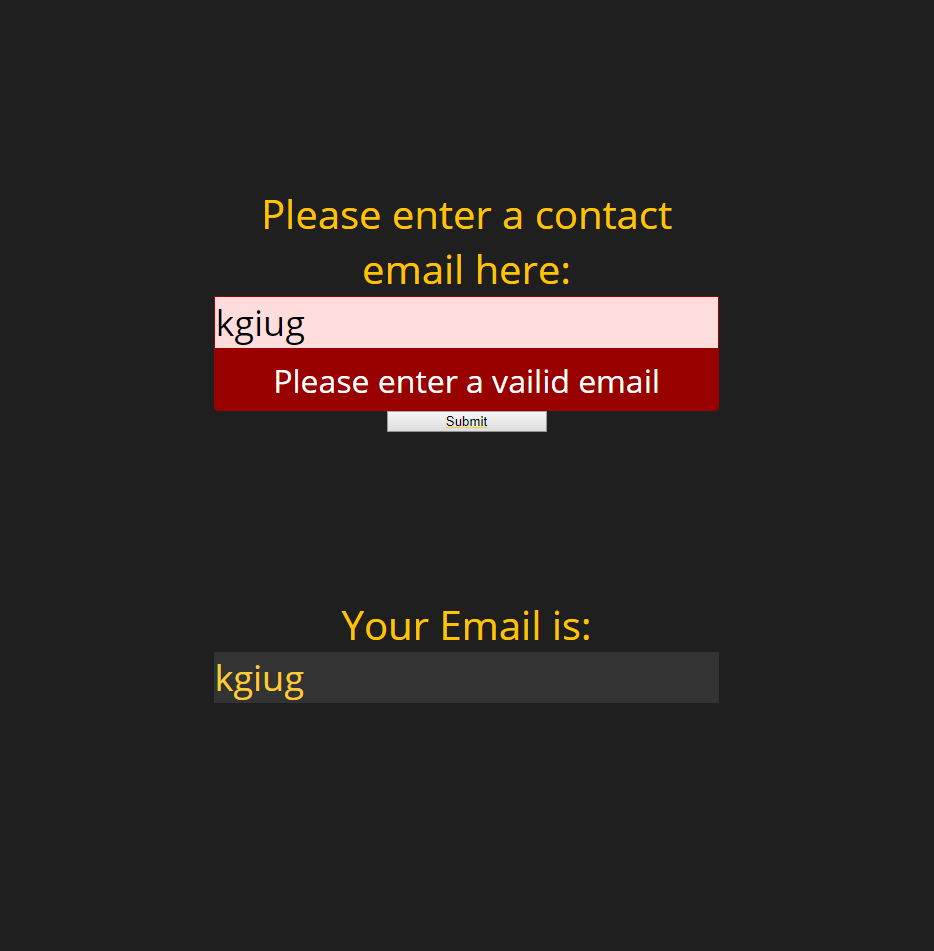 Please enter a contact
email here:
kgiug
Please enter a vailid email
Submit
Your Email is:
kgiug